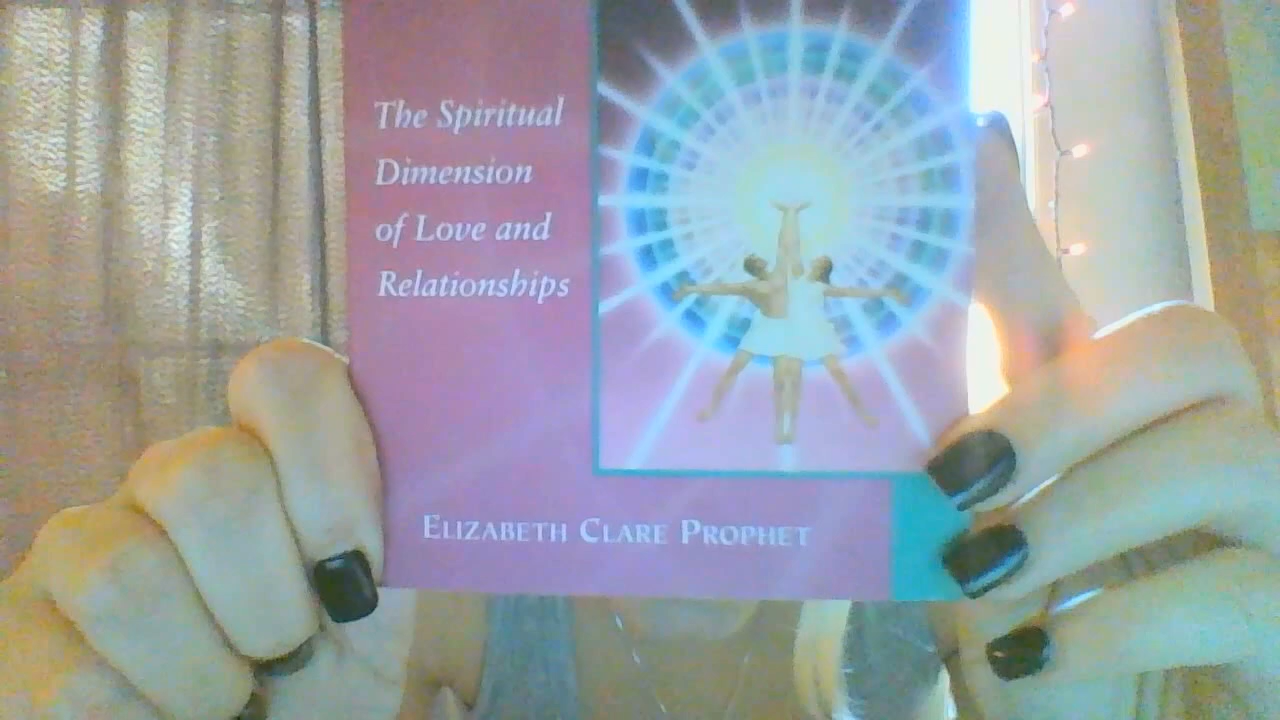 The Spiritual
Dimension
of Love and
Relationships
ELIZABETH CLARE PROPHET